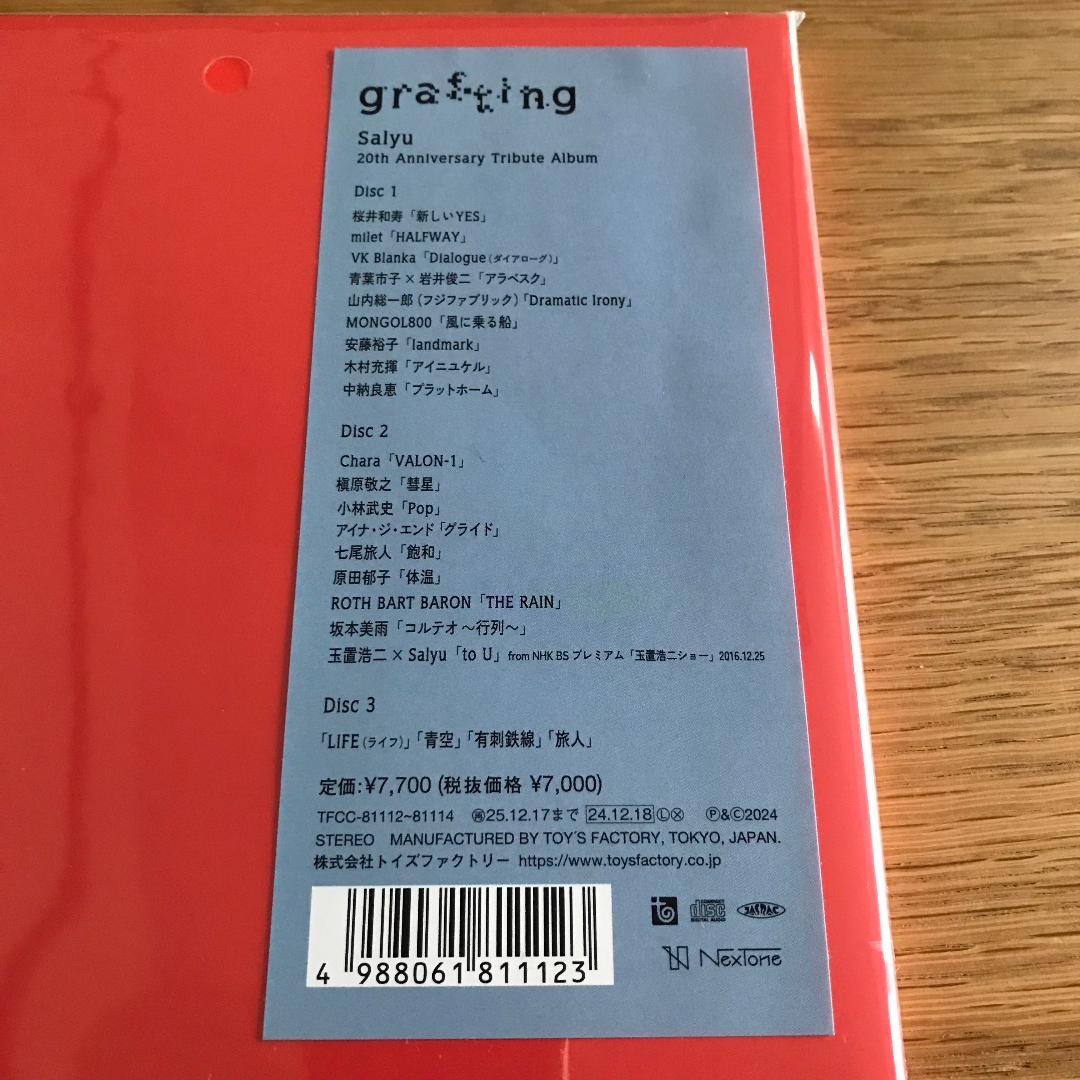 grafting
Salyu
20th Anniversary Tribute Album
Disc 1
桜井和寿「新しいYES」
milet「HALFWAY」
VK Blanka「Dialogue(ダイアローグ)」
青葉市子×岩井俊二「アラベスク」
山内総一郎(フジファブリック)「Dramatic Irony」
MONGOL800「風に乗る船」
安藤裕子「landmark」
木村充揮「アイニユケル」
中納良恵「プラットホーム」
Disc 2
Chara「VALON-1」
槇原敬之「彗星」
小林武史「Pop」
アイナ・ジ・エンド「グライド」
七尾旅人「飽和」
原田郁子「体温」
ROTH BART BARON「THE RAIN」
坂本美雨「コルテオ〜行列〜」
玉置浩二×Salyu「to U」from NHK BS プレミアム「玉置浩二ショー」2016.12.25
Disc 3
「LIFE(ライフ)」「青空」「有刺鉄線」「旅人」
定価:¥7,700 (税抜価格 ¥7,000)
TFCC-81112~81114 ㊢25.12.17まで 24.12.18ⓁⓍ Ⓟ&Ⓒ2024
STEREO MANUFACTURED BY TOY'S FACTORY, TOKYO, JAPAN.
株式会社トイズファクトリー https://www.toysfactory.co.jp
COMPACT disc DIGITAL AUDIO
JASRAC
NexTone
4 988061 811123